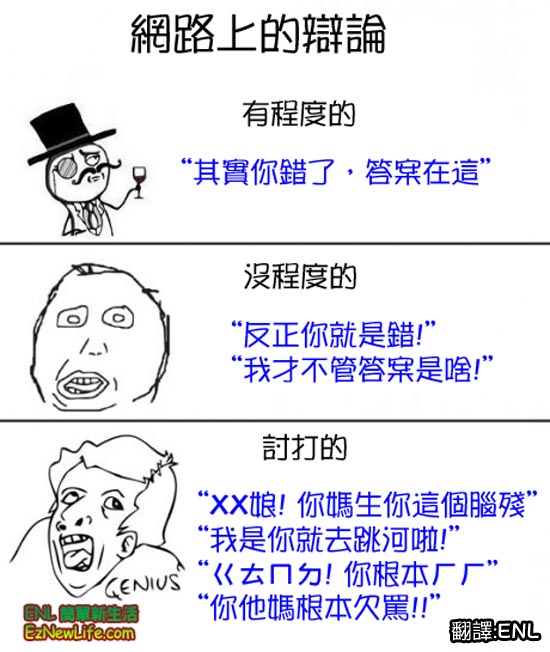 網路上的辯論
有程度的
“其實你錯了，答案在這”
沒程度的
“反正你就是錯!”
“我才不管答案是啥!”
討打的
“XX娘! 你媽生你這個腦殘”
“我是你就去跳河啦!”
“ㄍㄊㄇㄉ! 你根本ㄏㄏ”
“你他媽根本欠罵!!”
GENIUS
ENL 簡單新生活
EzNewLife.com
翻譯:ENL